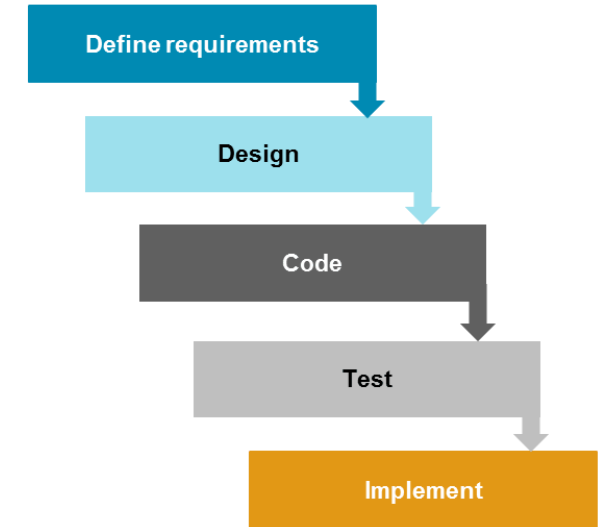 Define requirements
Design
Code
Test
Implement